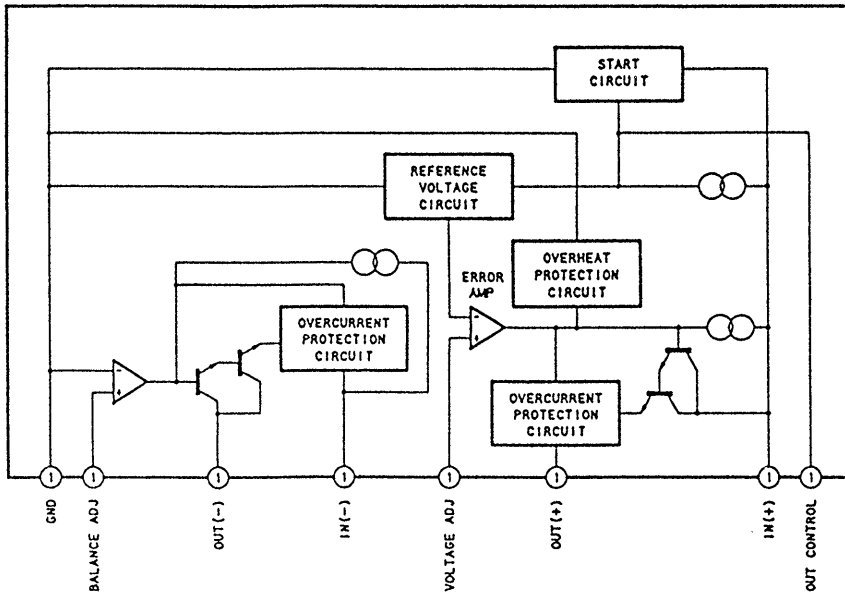 START
CIRCUIT
REFERENCE
VOLTAGE
CIRCUIT
OVERHEAT
PROTECTION
CIRCUIT
ERROR
AMP
-
+
OVERCURRENT
PROTECTION
CIRCUIT
-
+
OVERCURRENT
PROTECTION
CIRCUIT
1 1 1 1 1 1 1 1
GND
BALANCE ADJ
OUT(-)
IN(-)
VOLTAGE ADJ
OUT(+)
IN(+)
OUT CONTROL